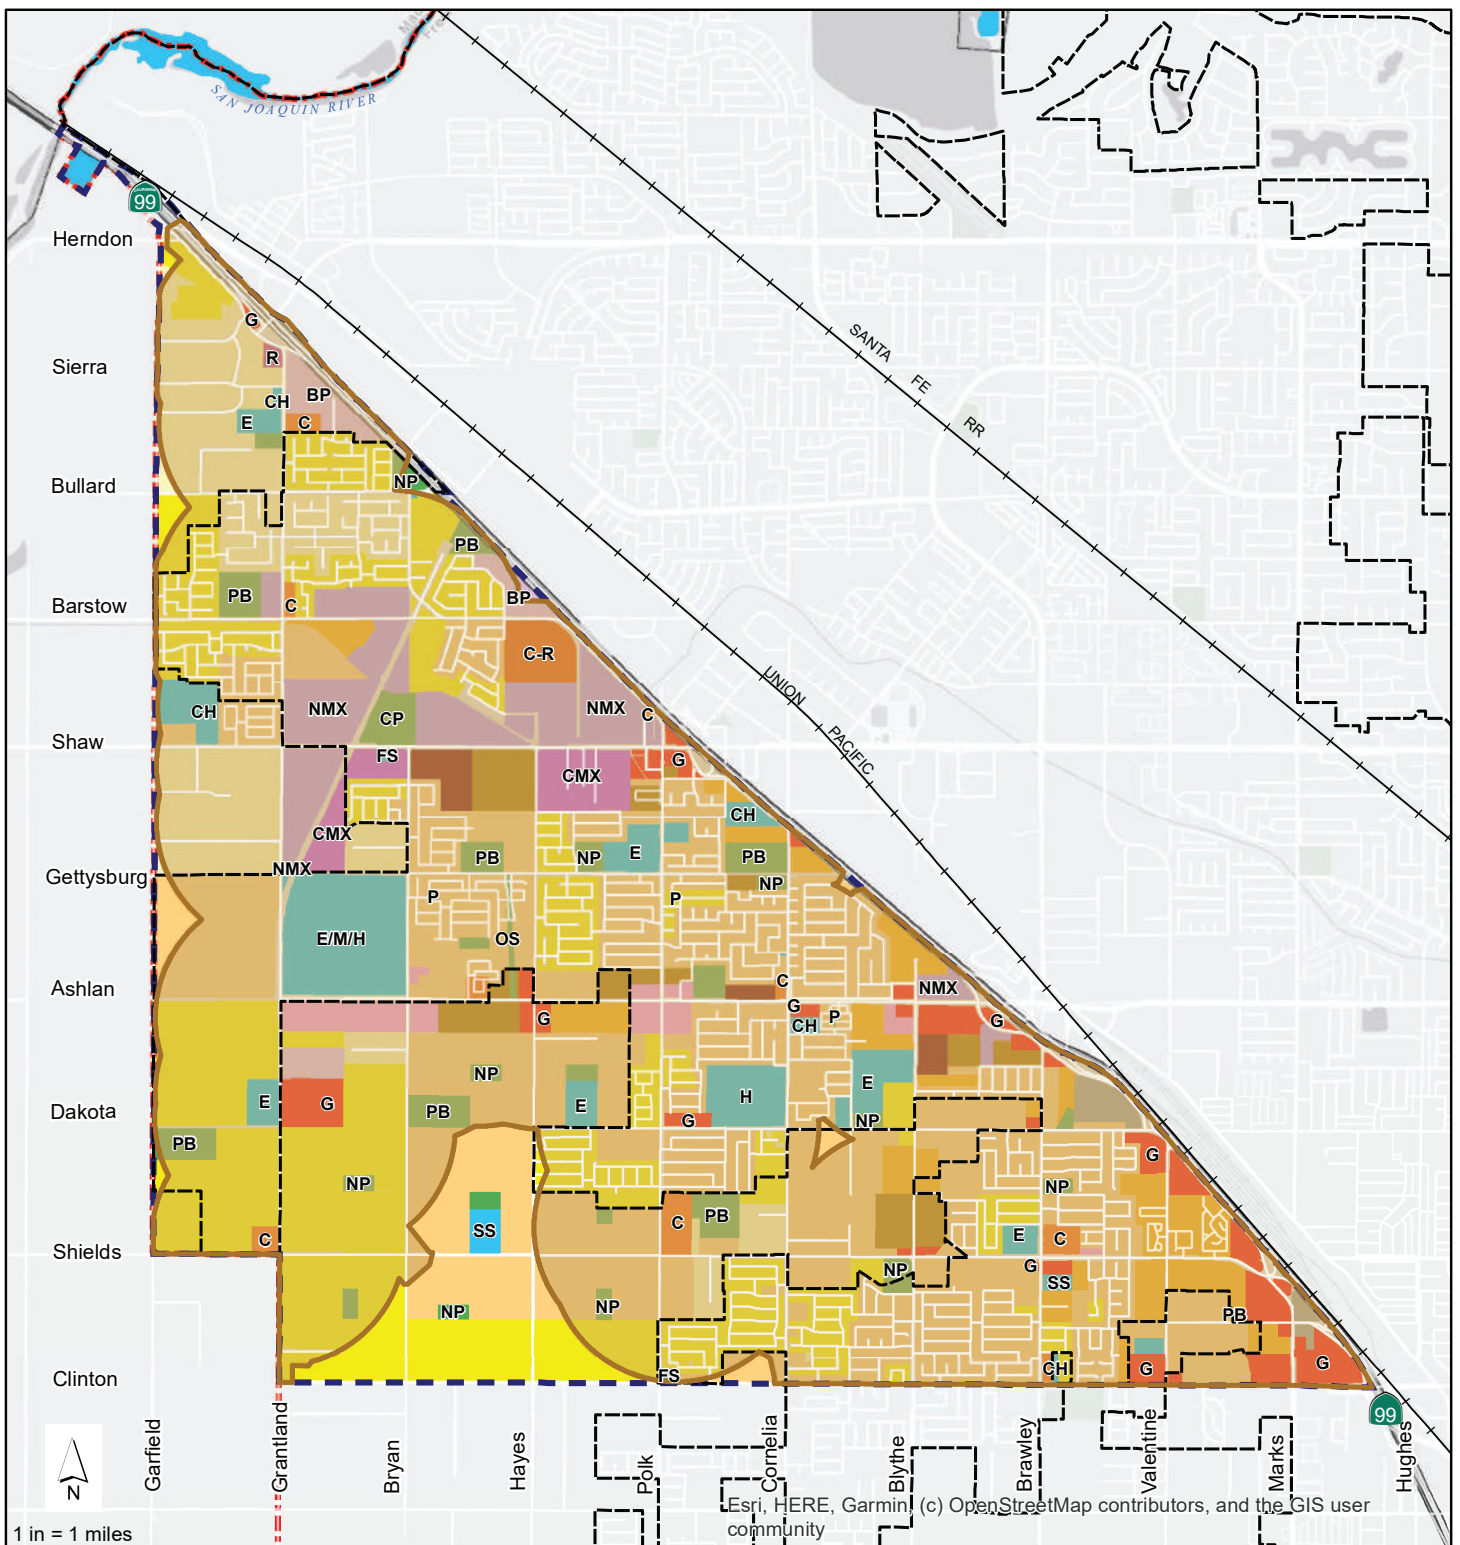 SAN JOAQUIN RIVER
CALIFORNIA
99
Herndon
G
SANTA FE RR
Sierra
R
BP
CH
E
C
Bullard
NP
PB
PB
C
BP
Barstow
C-R
UNION PACIFIC
CH
NMX
CP
NMX
C
Shaw
FS
G
CMX
CH
CMX
PB
NP
E
PB
NMX
NP
Gettysburg
P
P
E/M/H
OS
C
NMX
Ashlan
G
G
CH
P
G
NP
E
E
G
PB
E
H
Dakota
G
NP
PB
G
NP
NP
PB
C
SS
C
E
C
Shields
G
NP
SS
NP
NP
PB
G
FS
CH
G
Clinton
99
Garfield
Grantland
Bryan
Hayes
Polk
Cornelia
Blythe
Brawley
Valentine
Marks
Hughes
N
1 in = 1 miles
Esri, HERE, Garmin, (c) OpenStreetMap contributors, and the GIS user
community